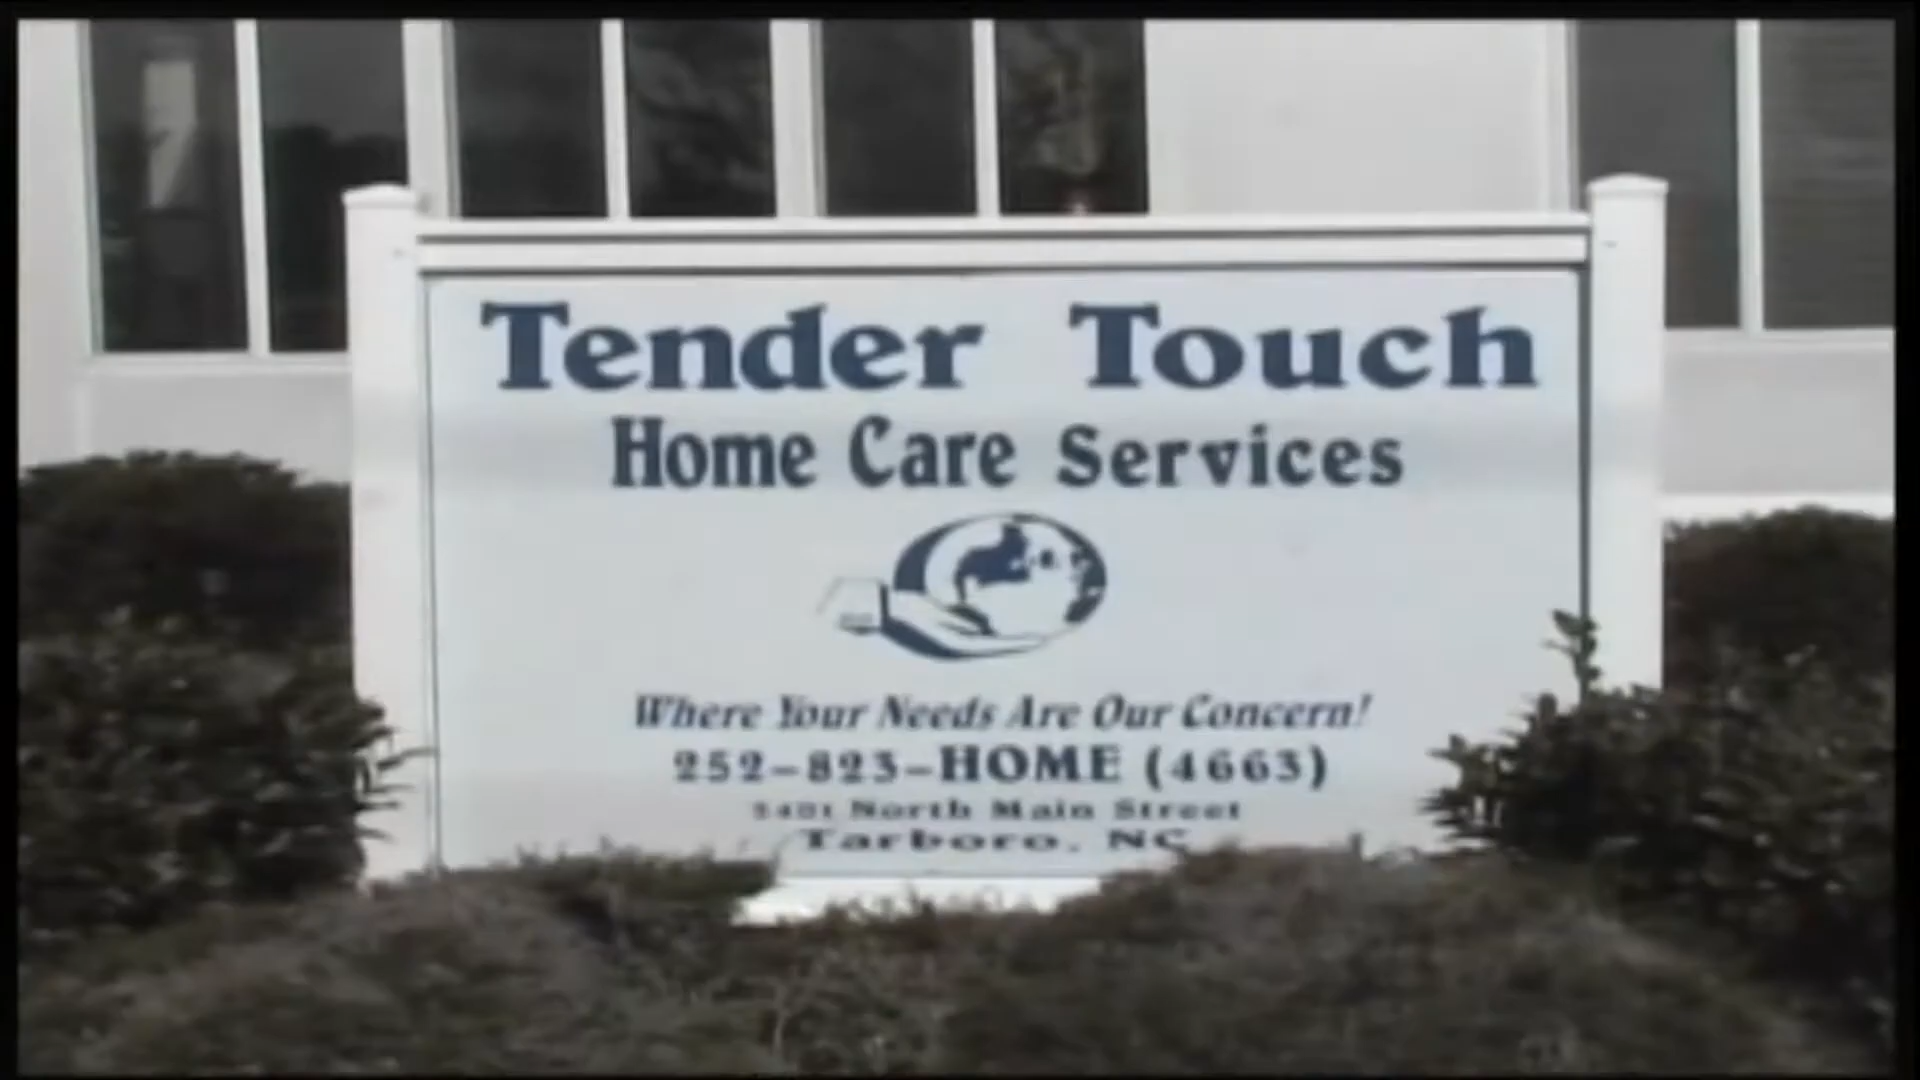 Tender Touch
Home Care Services
Where Your Needs Are Our Concern!
252-823-HOME (4663)
North Main Street
Tarboro, NC